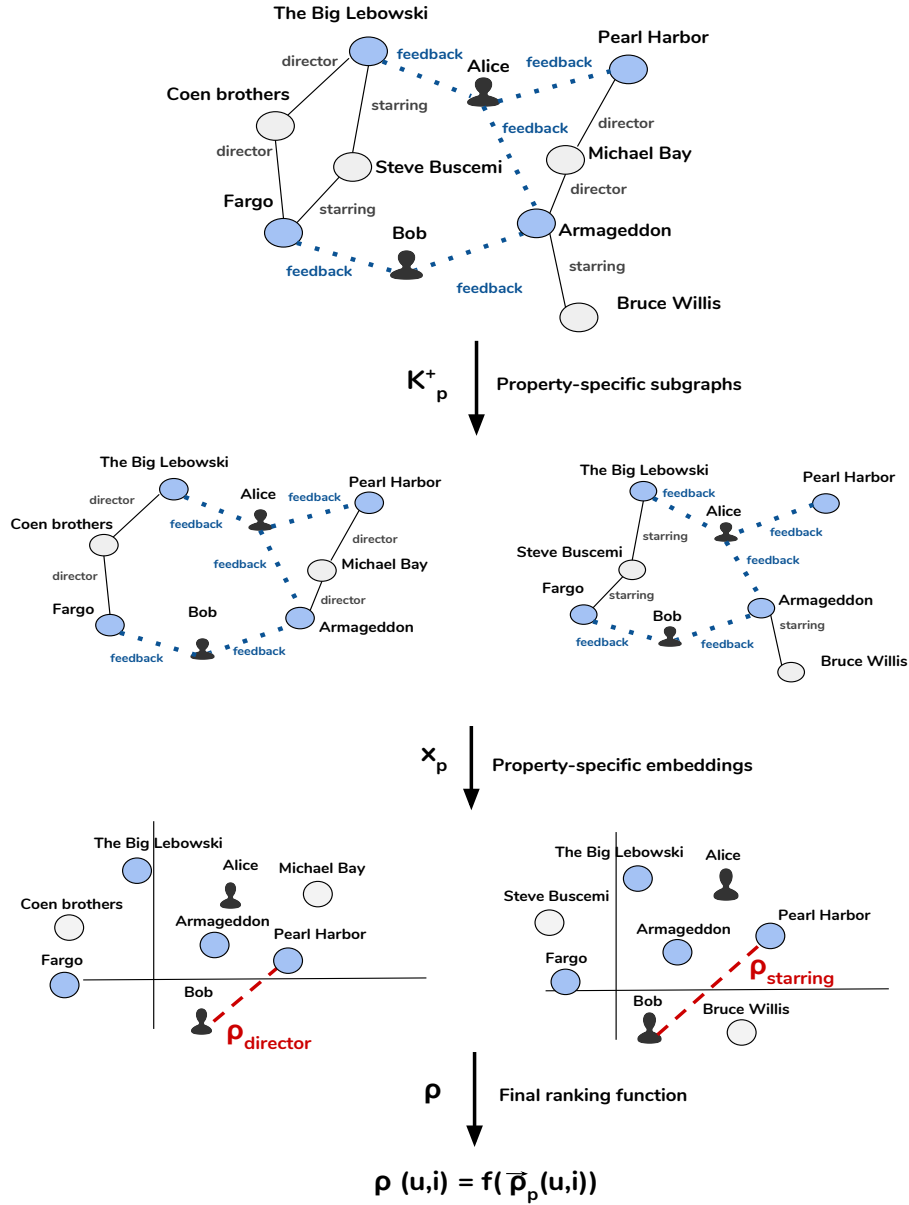 The Big Lebowski
Pearl Harbor
director
feedback
Alice
feedback
Coen brothers
starring
feedback
director
director
Michael Bay
Steve Buscemi
director
Fargo
starring
Bob
Armageddon
feedback
starring
feedback
Bruce Willis
K⁺ₚ
Property-specific subgraphs
The Big Lebowski
Pearl Harbor
director
Alice
feedback
Coen brothers
feedback
director
Michael Bay
director
feedback
director
Fargo
Bob
Armageddon
feedback
feedback
The Big Lebowski
Pearl Harbor
feedback
Alice
feedback
starring
Steve Buscemi
feedback
Fargo
starring
Bob
Armageddon
feedback
feedback
starring
Bruce Willis
xₚ
Property-specific embeddings
The Big Lebowski
Alice
Michael Bay
Coen brothers
Armageddon
Pearl Harbor
Fargo
Bob
ρdirector
The Big Lebowski
Alice
Steve Buscemi
Pearl Harbor
Armageddon
Fargo
ρstarring
Bob
Bruce Willis
ρ
Final ranking function
ρ (u,i) = f( ρ⃗ₚ(u,i))